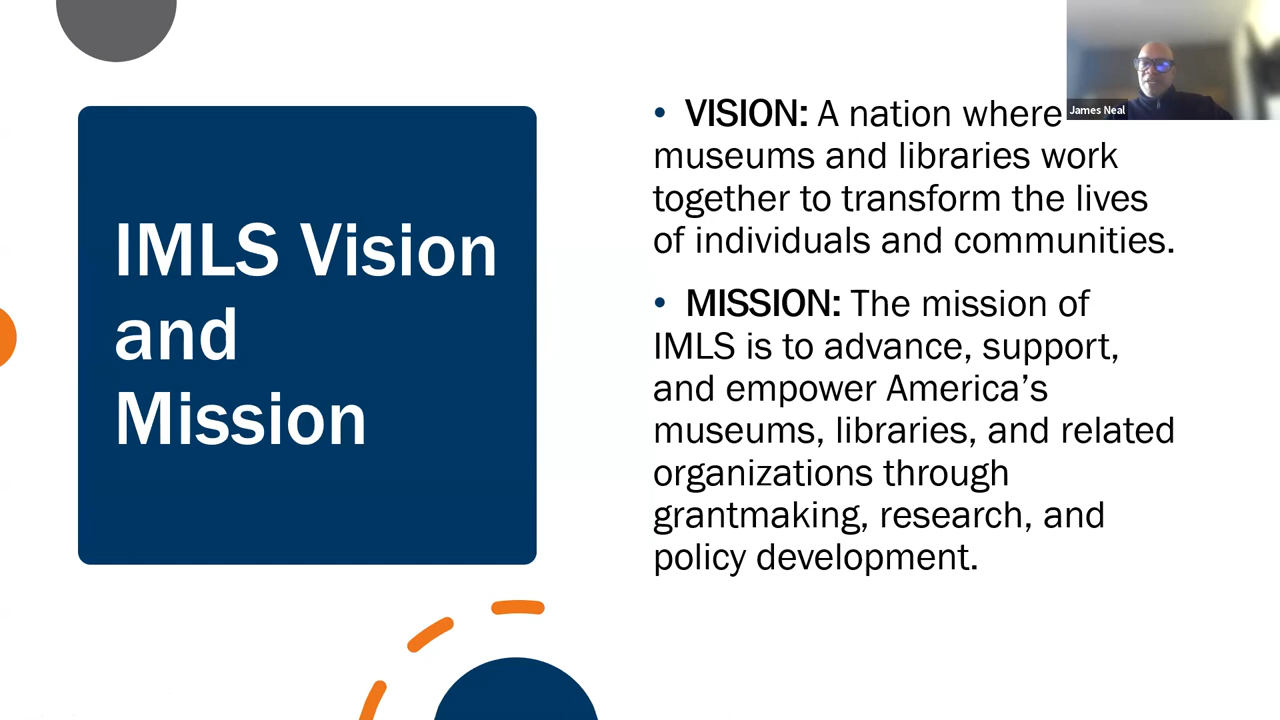 IMLS Vision
and
Mission
• VISION: A nation where
museums and libraries work
together to transform the lives
of individuals and communities.
• MISSION: The mission of
IMLS is to advance, support,
and empower America’s
museums, libraries, and related
organizations through
grantmaking, research, and
policy development.
James Neal